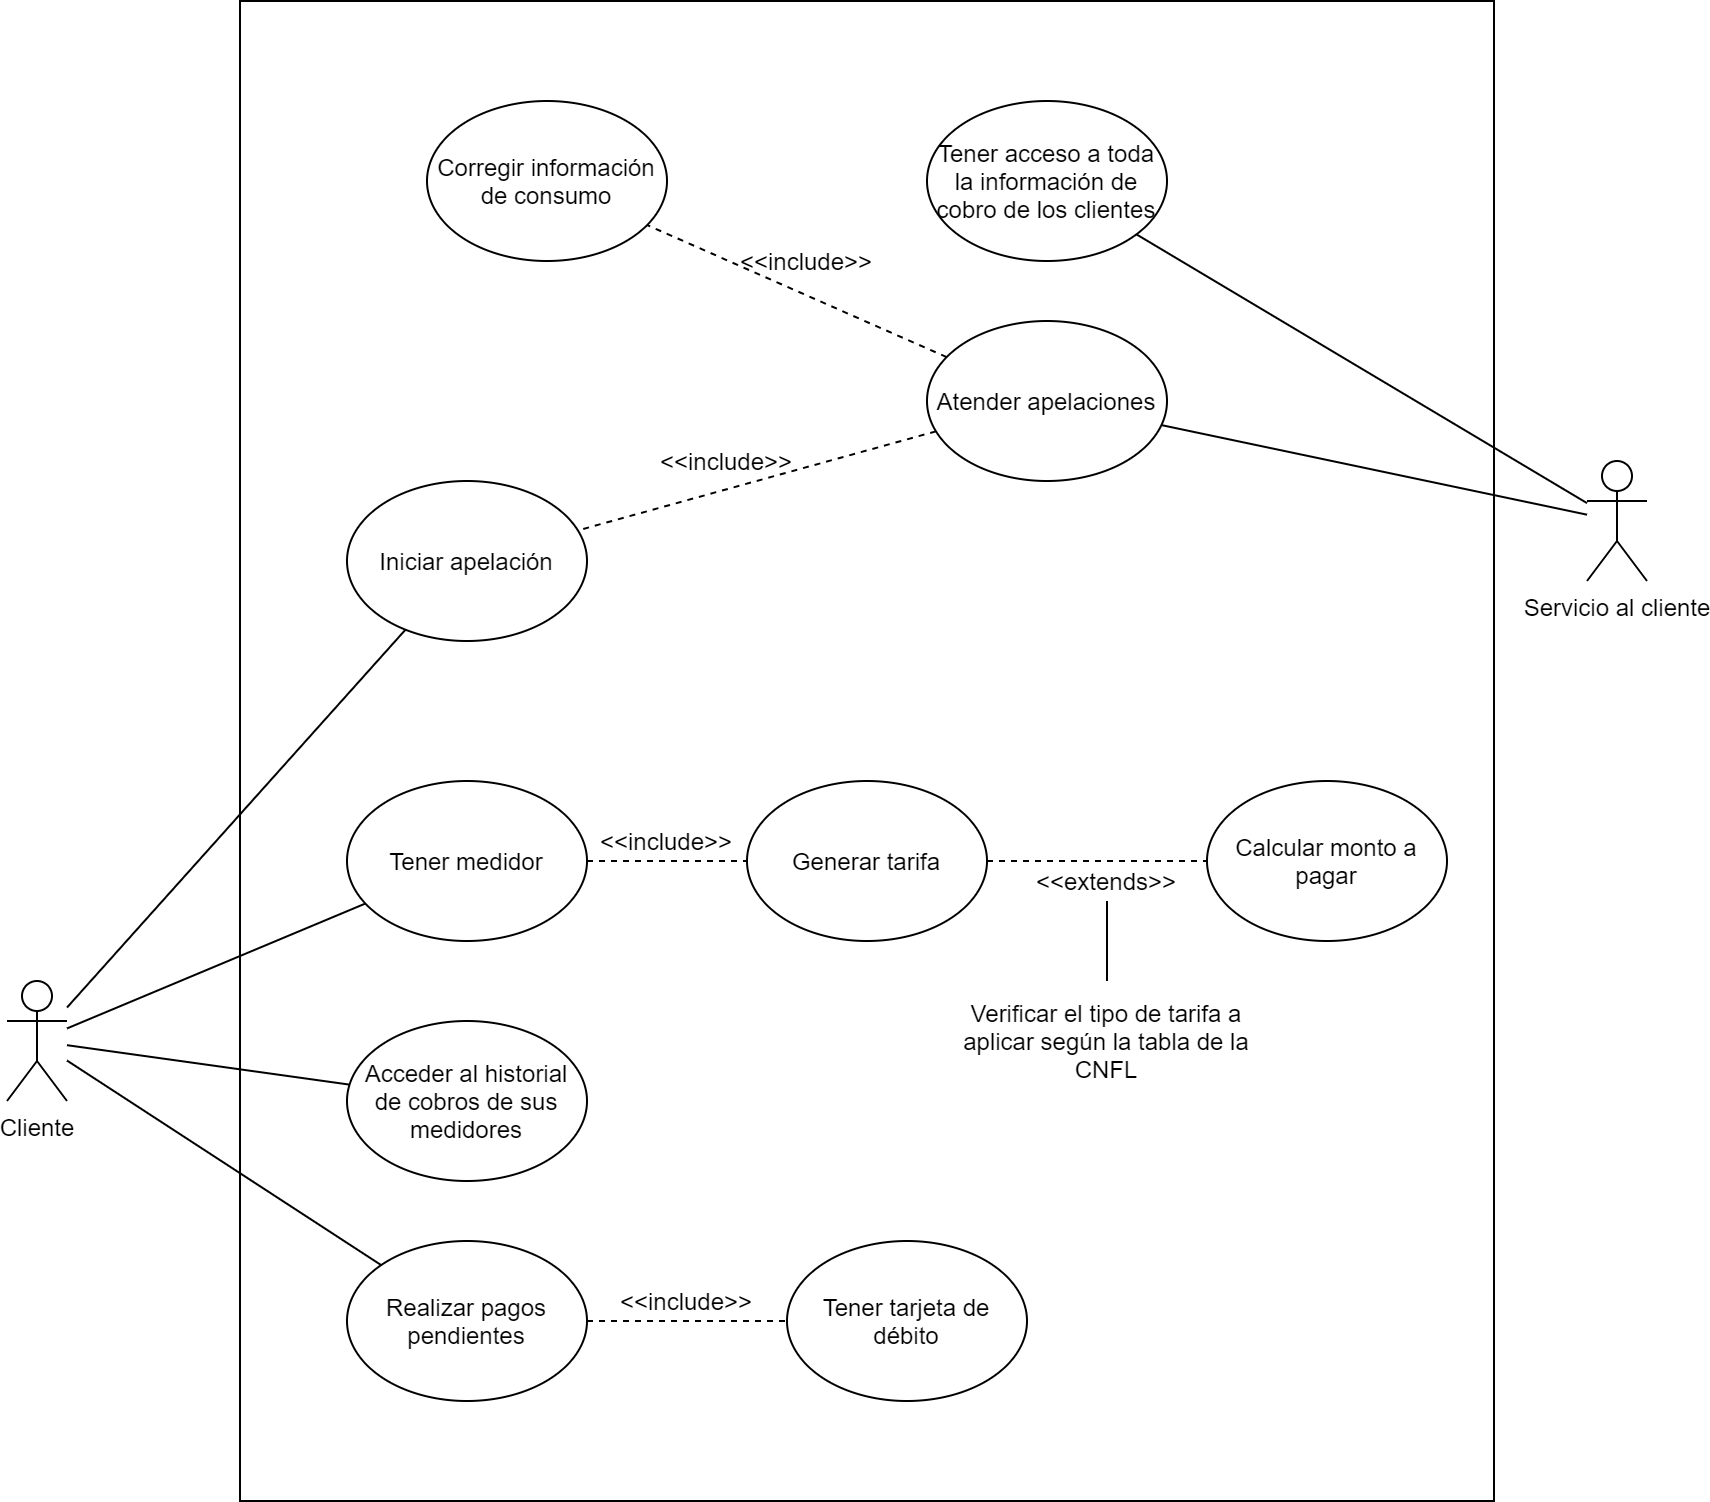 Corregir información
de consumo
Tener acceso a toda
la información de
cobro de los clientes
<<include>>
Atender apelaciones
<<include>>
Iniciar apelación
Servicio al cliente
Tener medidor
<<include>>
Generar tarifa
<<extends>>
Calcular monto a
pagar
Verificar el tipo de tarifa a
aplicar según la tabla de la
CNFL
Cliente
Acceder al historial
de cobros de sus
medidores
Realizar pagos
pendientes
<<include>>
Tener tarjeta de
débito